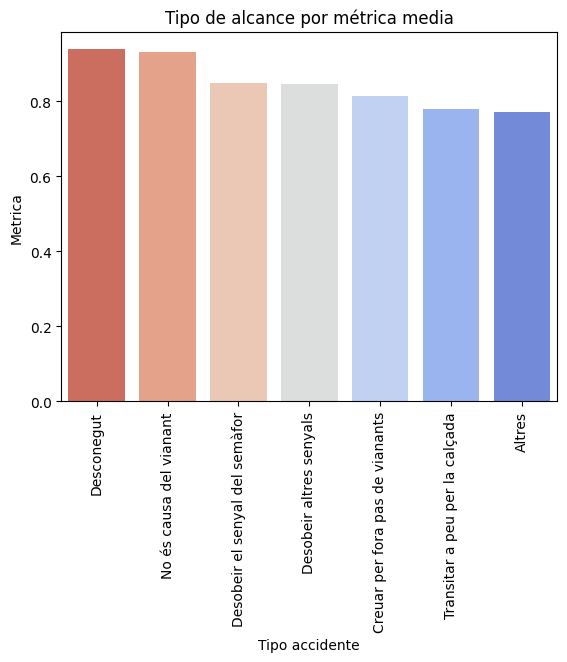 Tipo de alcance por métrica media
Metrica
0.8
0.6
0.4
0.2
0.0
Desconegut
No és causa del vianant
Desobeir el senyal del semàfor
Desobeir altres senyals
Creuar per fora pas de vianants
Transitar a peu per la calçada
Altres
Tipo accidente